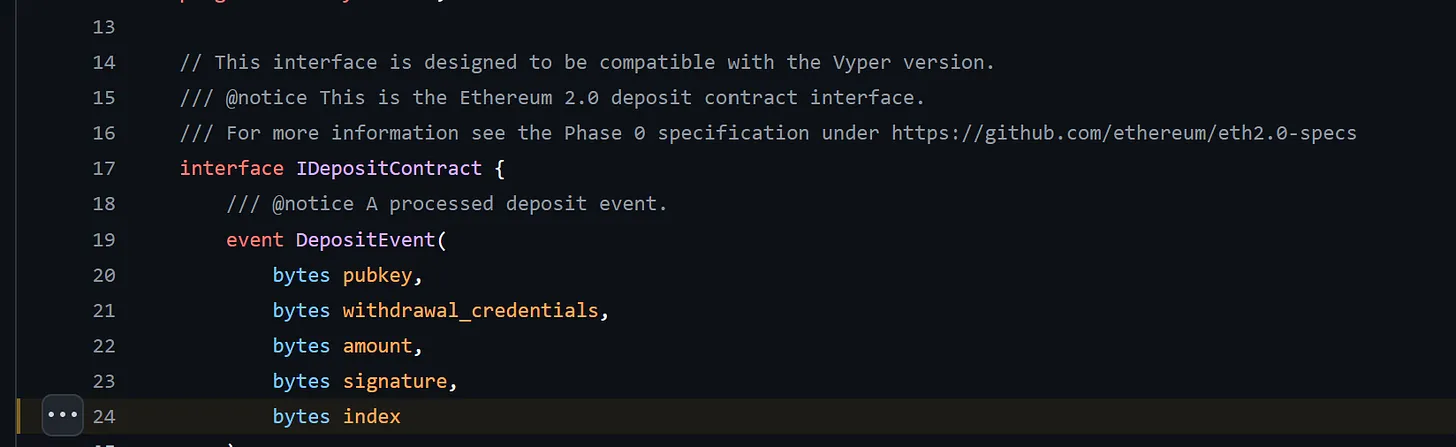 13
14 // This interface is designed to be compatible with the Vyper version.
15 /// @notice This is the Ethereum 2.0 deposit contract interface.
16 /// For more information see the Phase 0 specification under https://github.com/ethereum/eth2.0-specs
17 interface IDepositContract {
18 /// @notice A processed deposit event.
19 event DepositEvent(
20 bytes pubkey,
21 bytes withdrawal_credentials,
22 bytes amount,
23 bytes signature,
24 bytes index